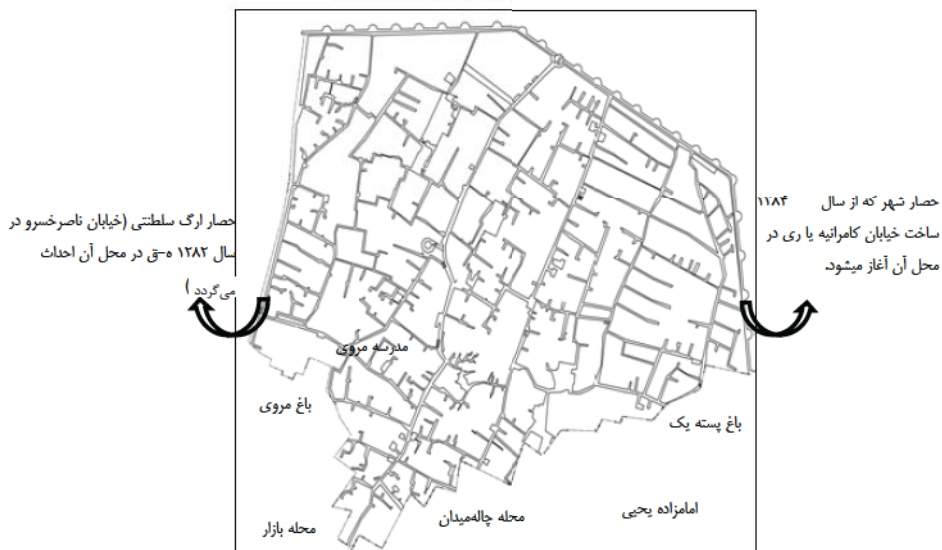 حصار شهر که از سال ۱۱۸۴
ساخت خیابان کامرانیه یا ری در
محل آن آغاز میشود.
حصار ارگ سلطنتی (خیابان ناصرخسرو در
سال ۱۲۸۲ ه-ق در محل آن احداث
می‌گردد )
مدرسه مروی
باغ مروی
باغ پسته یک
امامزاده یحیی
محله چاله‌میدان
محله بازار